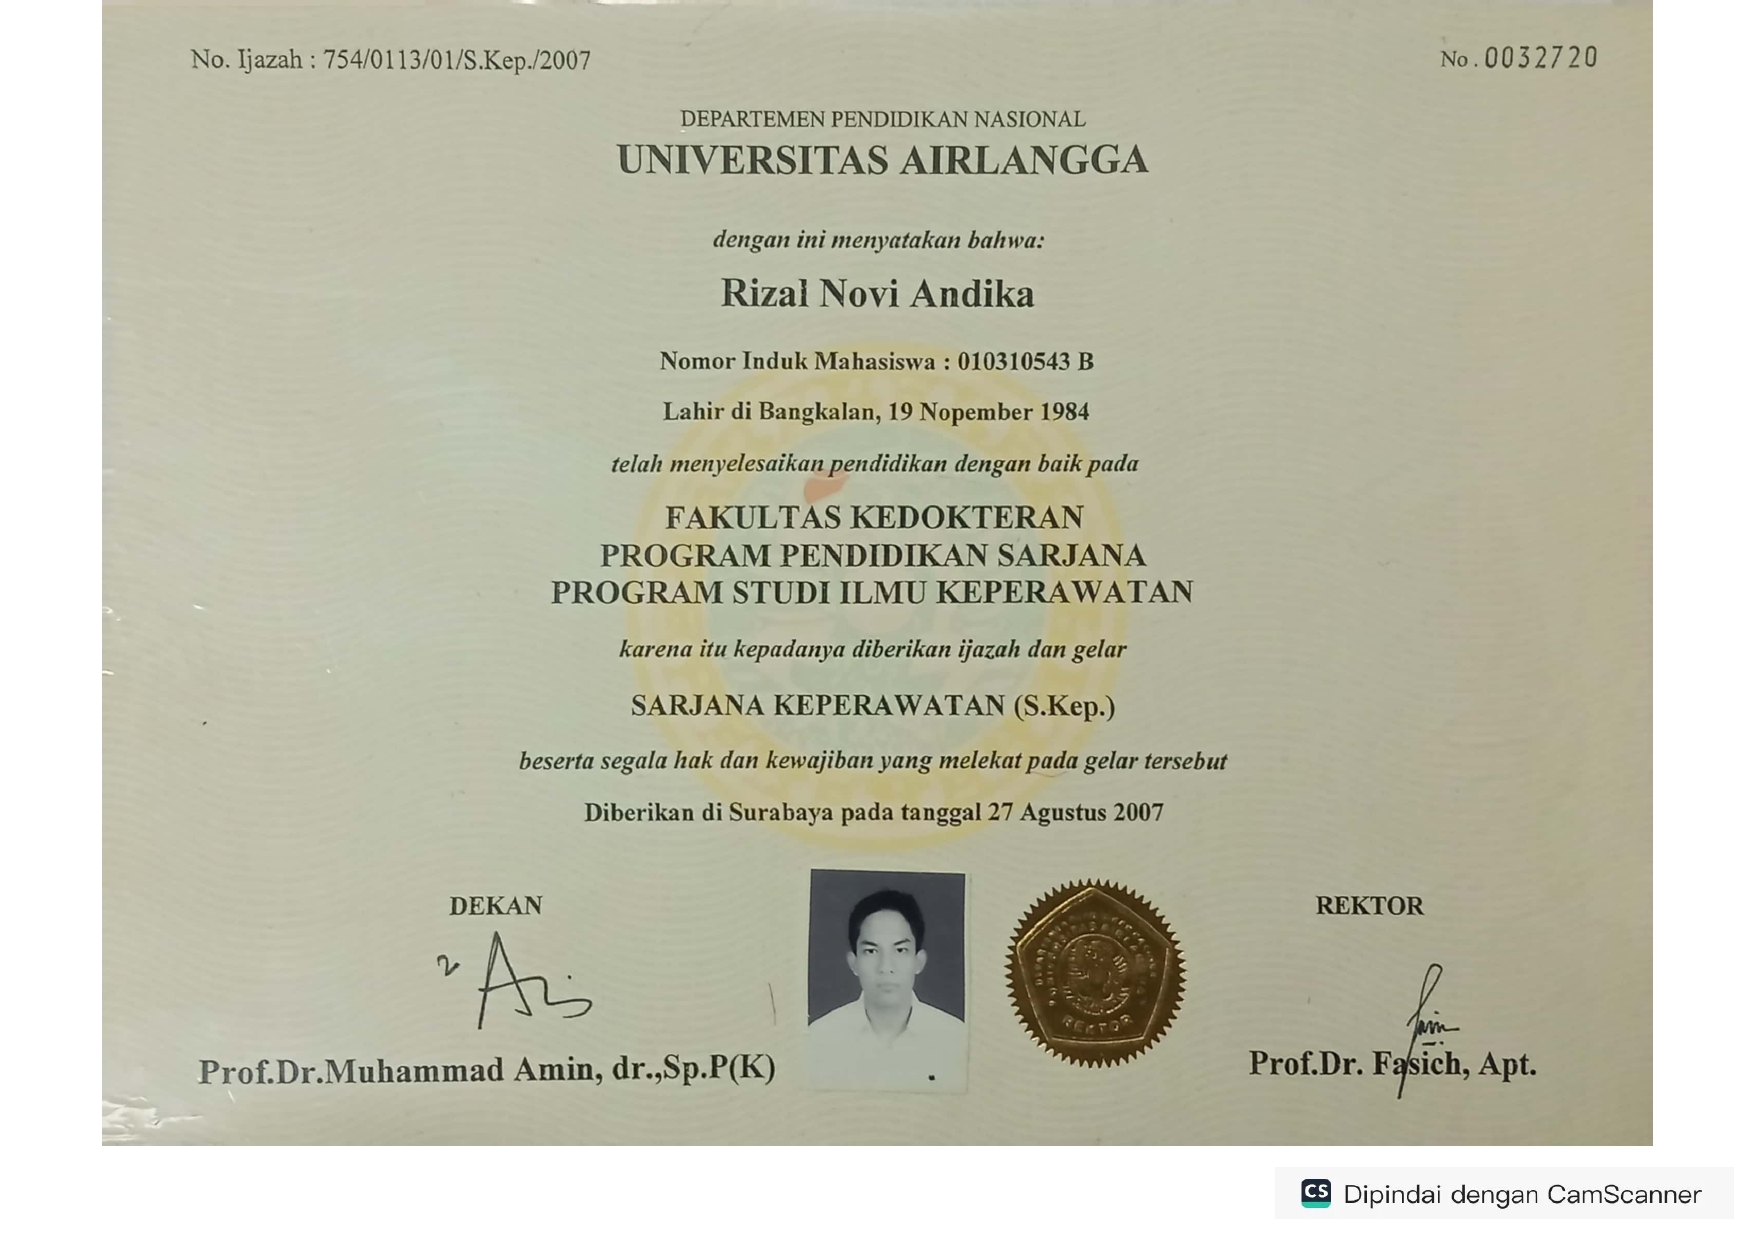 No. Ijazah : 754/0113/01/S.Kep./2007
No. 0032720
DEPARTEMEN PENDIDIKAN NASIONAL
UNIVERSITAS AIRLANGGA
dengan ini menyatakan bahwa:
Rizal Novi Andika
Nomor Induk Mahasiswa : 010310543 B
Lahir di Bangkalan, 19 Nopember 1984
telah menyelesaikan pendidikan dengan baik pada
FAKULTAS KEDOKTERAN
PROGRAM PENDIDIKAN SARJANA
PROGRAM STUDI ILMU KEPERAWATAN
karena itu kepadanya diberikan ijazah dan gelar
SARJANA KEPERAWATAN (S.Kep.)
beserta segala hak dan kewajiban yang melekat pada gelar tersebut
Diberikan di Surabaya pada tanggal 27 Agustus 2007
DEKAN
REKTOR
REKTOR
Prof.Dr.Muhammad Amin, dr.,Sp.P(K)
Prof.Dr. Fasich, Apt.
CS Dipindai dengan CamScanner